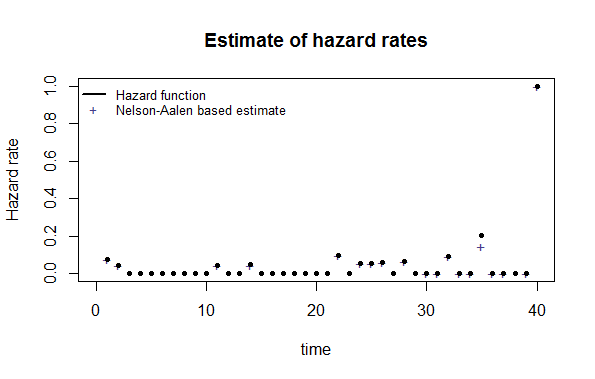 Estimate of hazard rates
Hazard function
+ Nelson-Aalen based estimate
Hazard rate
1.0
0.8
0.6
0.4
0.2
0.0
0 10 20 30 40
time